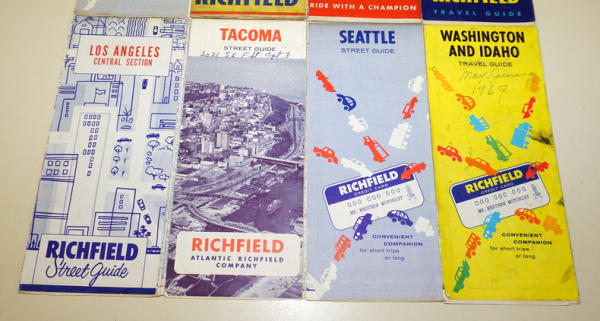 RICHFIELD
RIDE WITH A CHAMPION
RICHFIELD
TRAVEL GUIDE
LOS ANGELES
CENTRAL SECTION
RICHFIELD
Street Guide
TACOMA
STREET GUIDE
2021
RICHFIELD
ATLANTIC RICHFIELD
COMPANY
SEATTLE
STREET GUIDE
RICHFIELD
CREDIT CARD
000 000 000
MR. WESTERN MOTORIST
CONVENIENT
COMPANION
for short trips
or long
WASHINGTON
AND IDAHO
TRAVEL GUIDE
May-June
1967
RICHFIELD
CREDIT CARD
000 000 000
MR. WESTERN MOTORIST
CONVENIENT
COMPANION
for short trips
or long